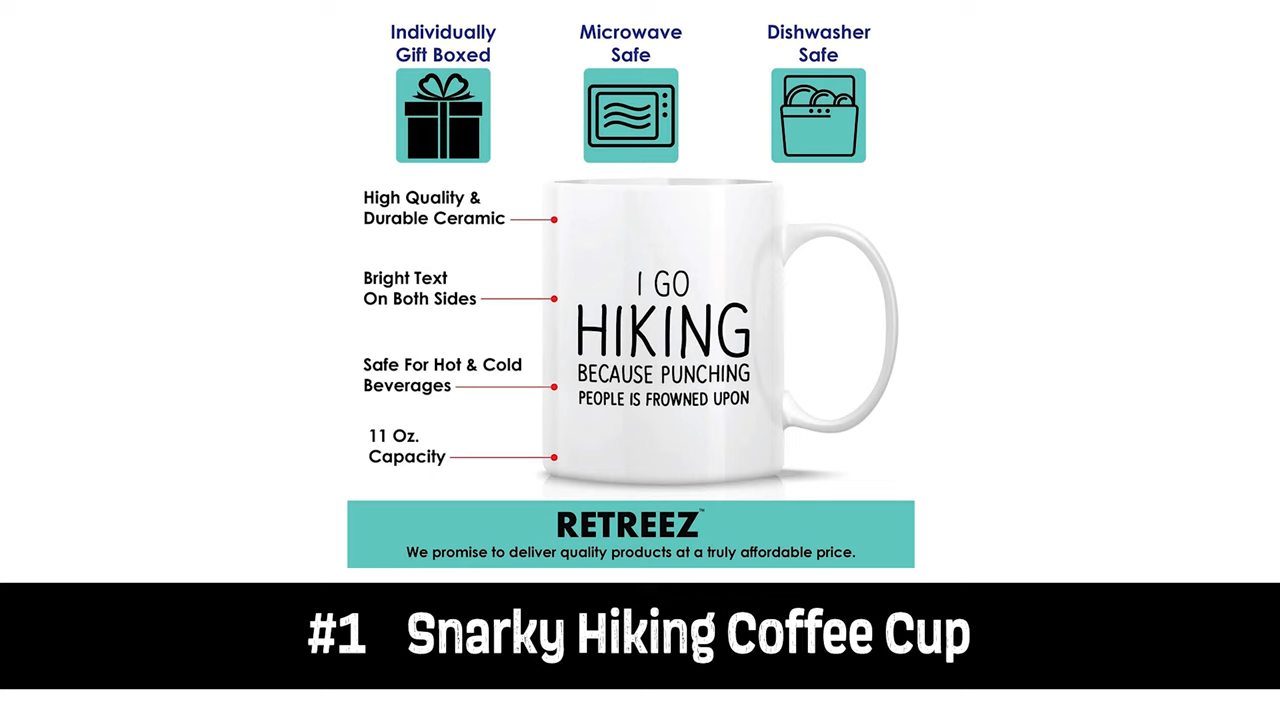 Individually
Gift Boxed
Microwave
Safe
Dishwasher
Safe
High Quality &
Durable Ceramic
Bright Text
On Both Sides
Safe For Hot & Cold
Beverages
11 Oz.
Capacity
I GO
HIKING
BECAUSE PUNCHING
PEOPLE IS FROWNED UPON
RETREEZ™
We promise to deliver quality products at a truly affordable price.
#1 Snarky Hiking Coffee Cup